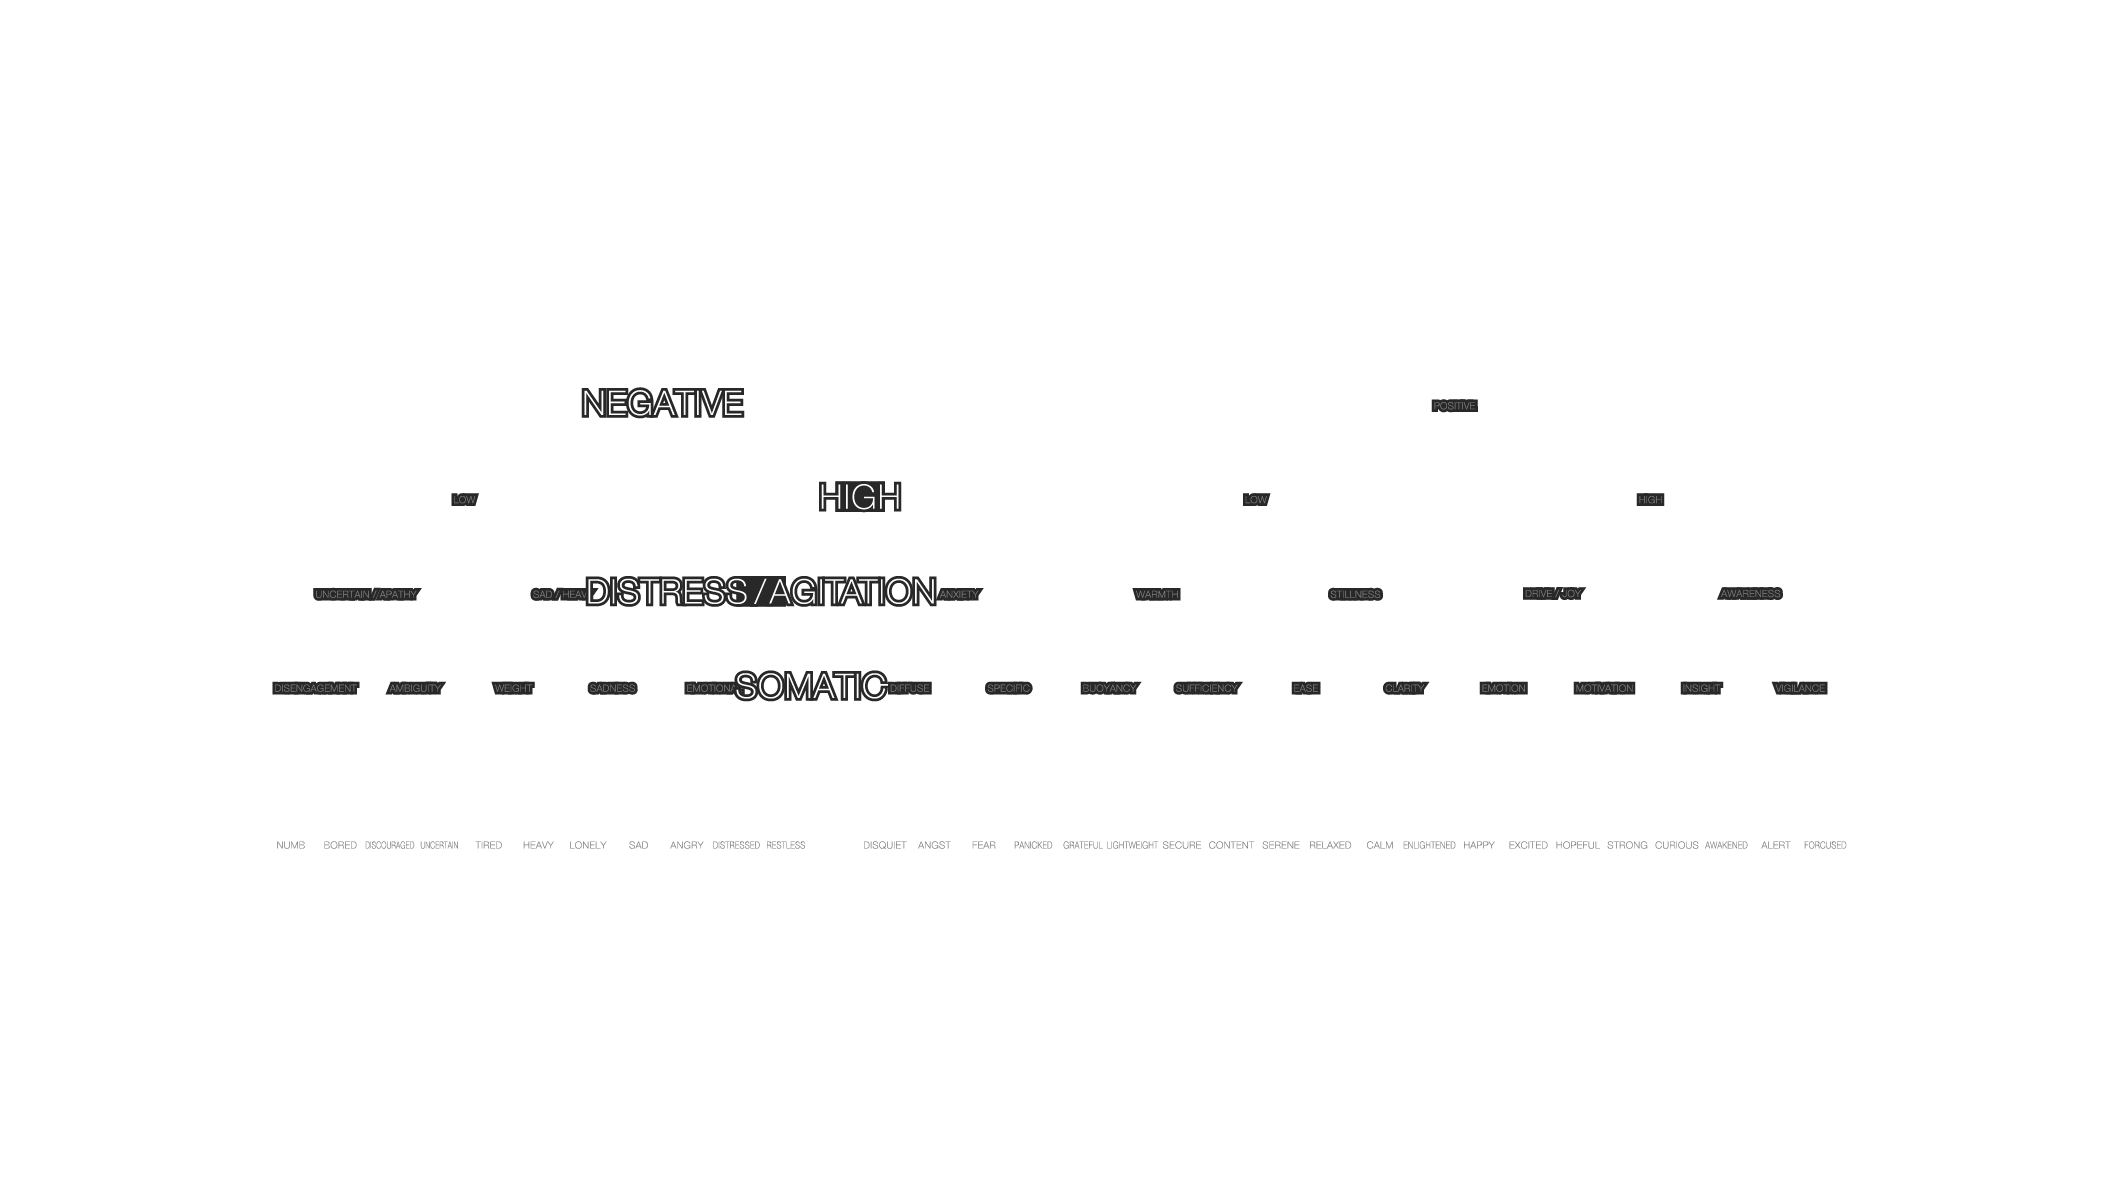 NEGATIVE POSITIVE
LOW HIGH LOW HIGH
UNCERTAIN // APATHY SAD // HEAVY DISTRESS / AGITATION ANXIETY WARMTH STILLNESS DRIVE // JOY AWARENESS
DISENGAGEMENT AMBIGUITY WEIGHT SADNESS EMOTIONAL SOMATIC DIFFUSE SPECIFIC BUOYANCY SUFFICIENCY EASE CLARITY EMOTION MOTIVATION INSIGHT VIGILANCE
NUMB BORED DISCOURAGED UNCERTAIN TIRED HEAVY LONELY SAD ANGRY DISTRESSED RESTLESS DISQUIET ANGST FEAR PANICKED GRATEFUL LIGHTWEIGHT SECURE CONTENT SERENE RELAXED CALM ENLIGHTENED HAPPY EXCITED HOPEFUL STRONG CURIOUS AWAKENED ALERT FORCUSED